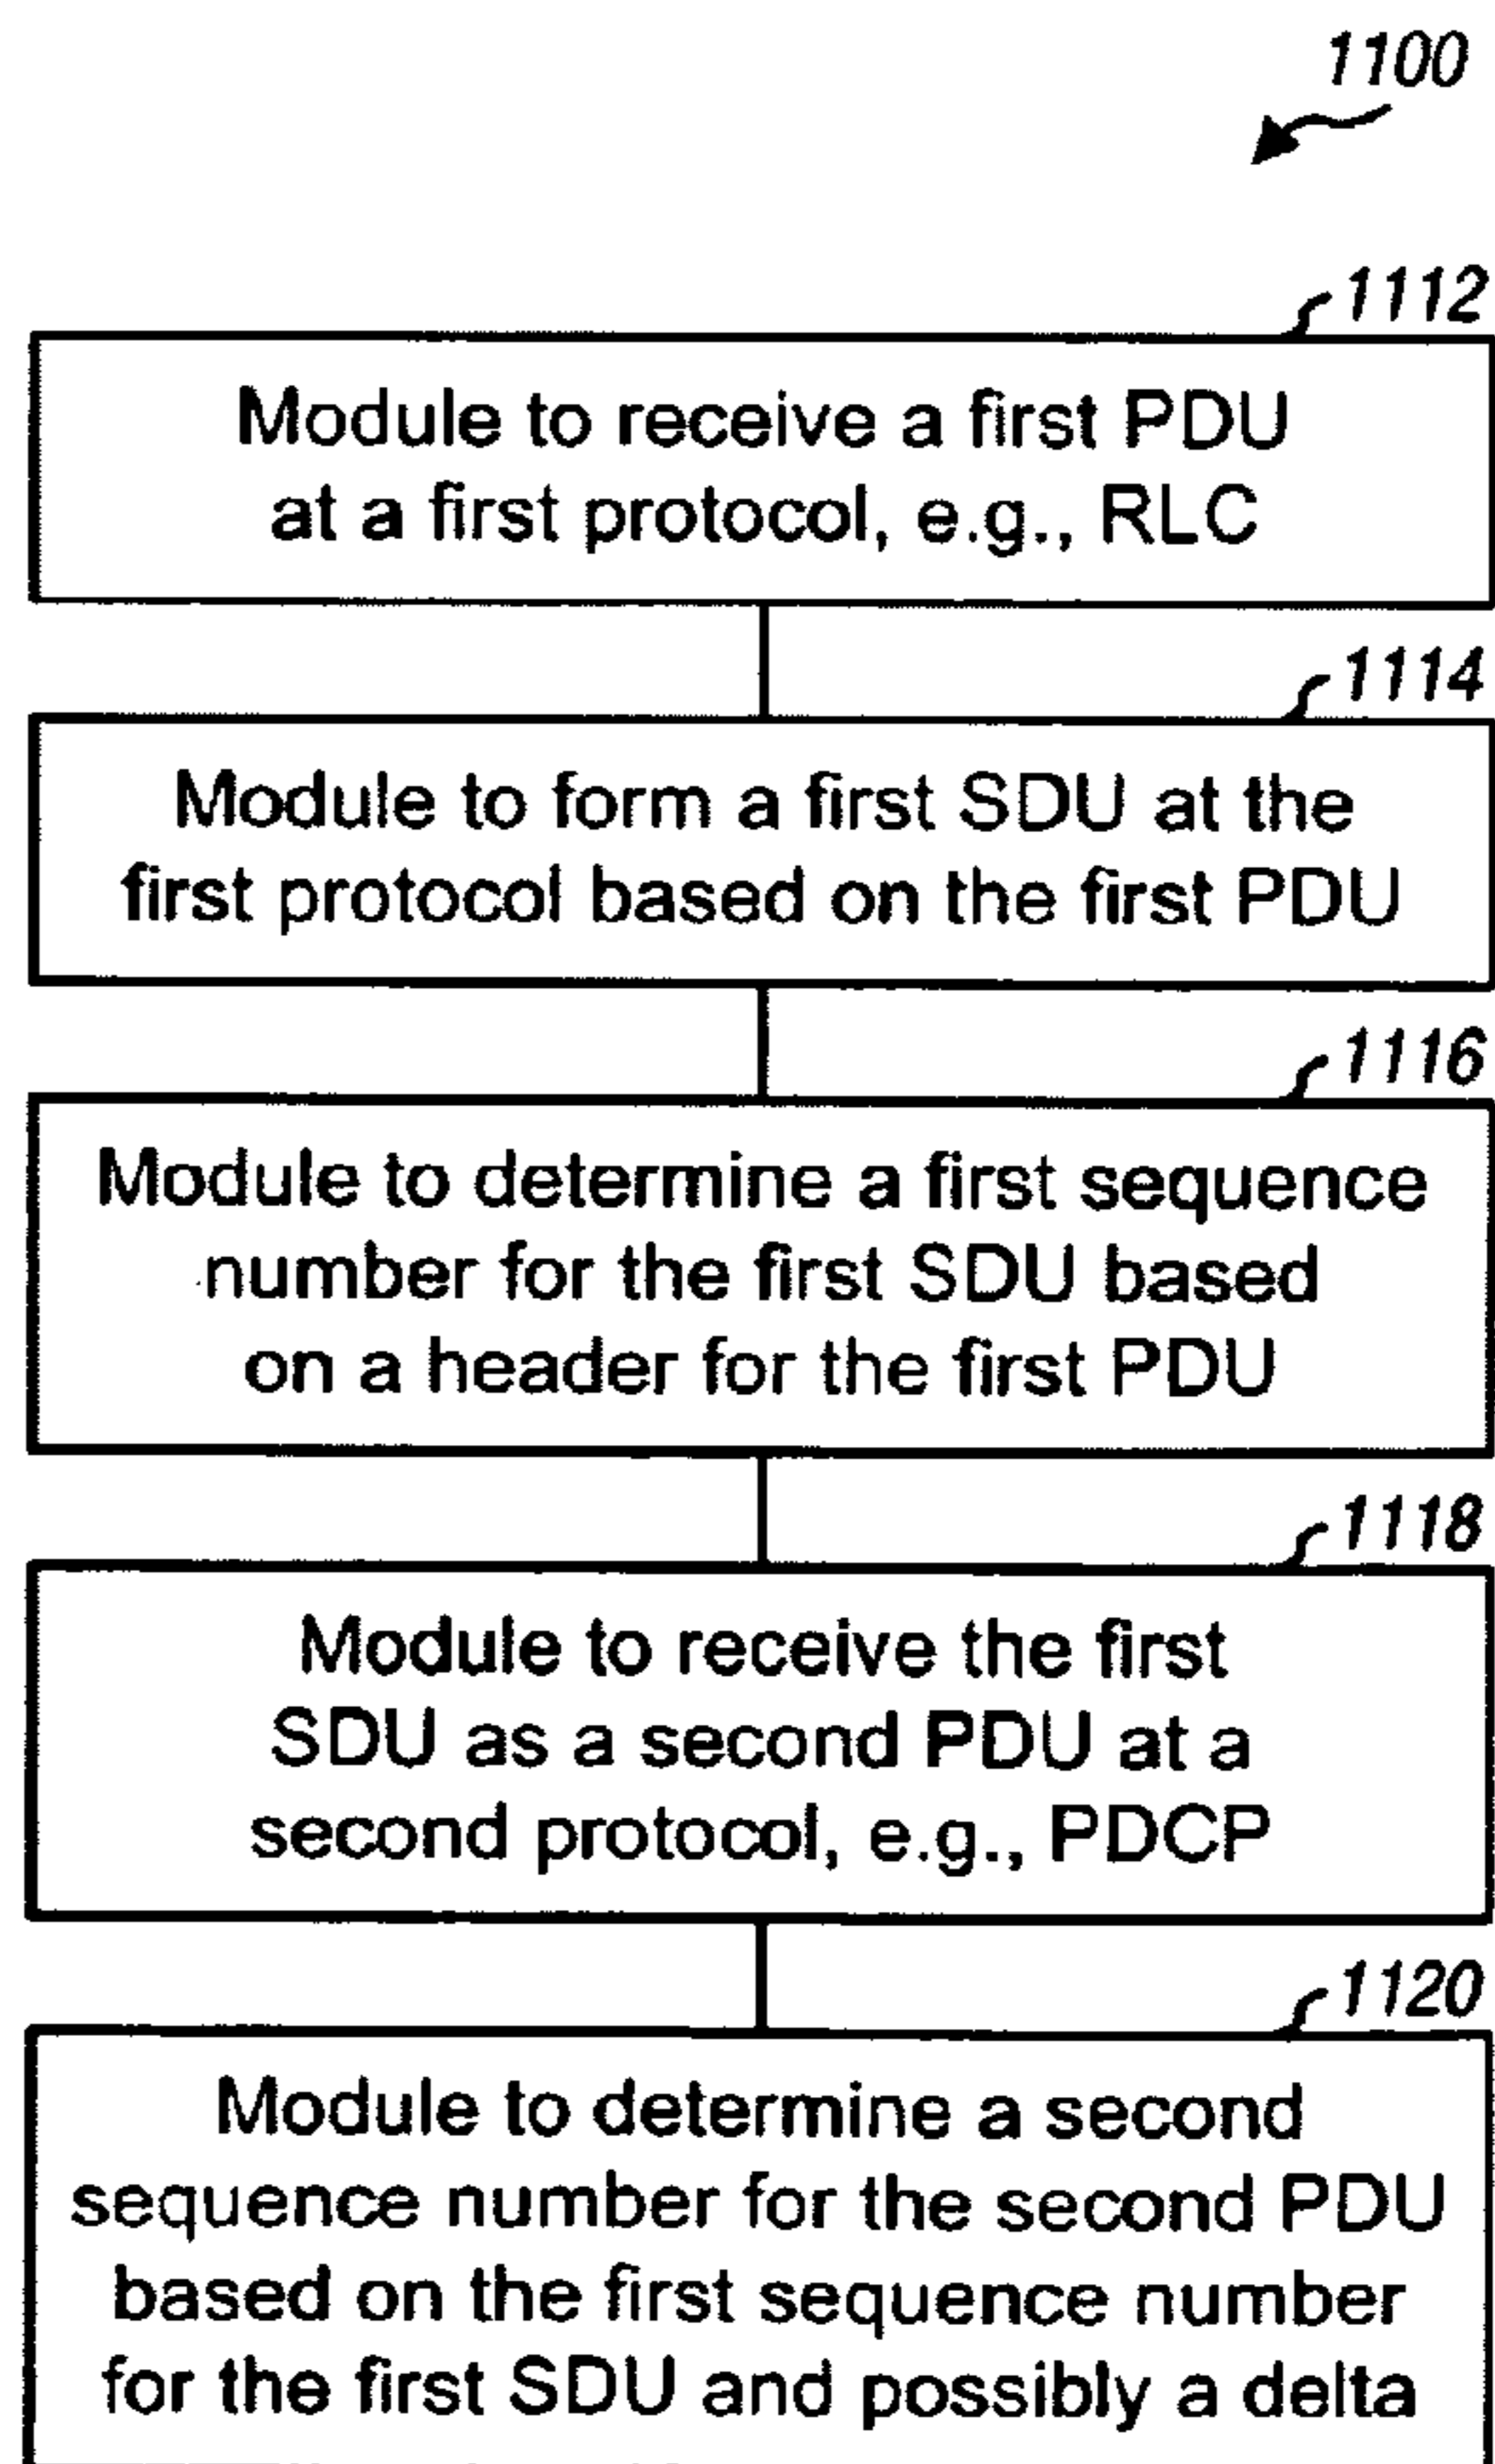 1100
1112
Module to receive a first PDU
at a first protocol, e.g., RLC
1114
Module to form a first SDU at the
first protocol based on the first PDU
1116
Module to determine a first sequence
number for the first SDU based
on a header for the first PDU
1118
Module to receive the first
SDU as a second PDU at a
second protocol, e.g., PDCP
1120
Module to determine a second
sequence number for the second PDU
based on the first sequence number
for the first SDU and possibly a delta